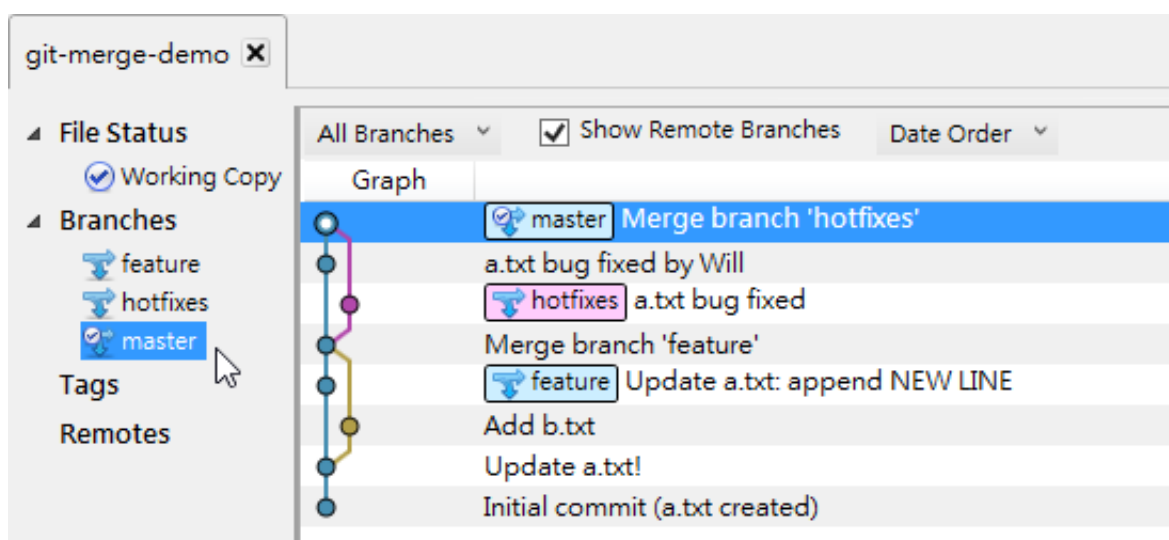 git-merge-demo
File Status
Working Copy
Branches
feature
hotfixes
master
Tags
Remotes
All Branches Show Remote Branches Date Order
Graph
master Merge branch 'hotfixes'
a.txt bug fixed by Will
hotfixes a.txt bug fixed
Merge branch 'feature'
feature Update a.txt: append NEW LINE
Add b.txt
Update a.txt!
Initial commit (a.txt created)